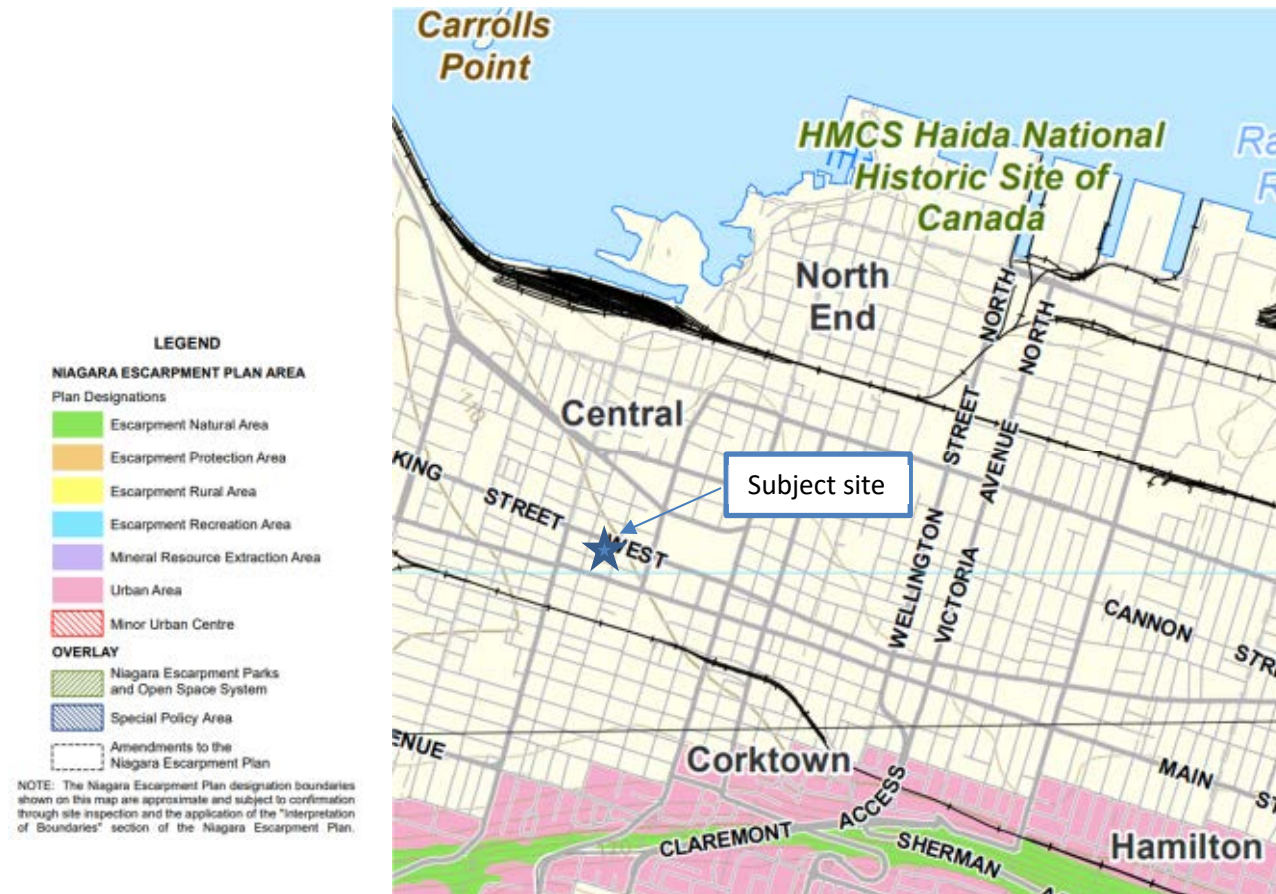 LEGEND
NIAGARA ESCARPMENT PLAN AREA
Plan Designations
Escarpment Natural Area
Escarpment Protection Area
Escarpment Rural Area
Escarpment Recreation Area
Mineral Resource Extraction Area
Urban Area
Minor Urban Centre
OVERLAY
Niagara Escarpment Parks
and Open Space System
Special Policy Area
Amendments to the
Niagara Escarpment Plan
NOTE: The Niagara Escarpment Plan designation boundaries
shown on this map are approximate and subject to confirmation
through site inspection and the application of the "Interpretation
of Boundaries" section of the Niagara Escarpment Plan.
Carrolls
Point
HMCS Haida National
Historic Site of
Canada
Ra
R
North
End
NORTH
NORTH
Central
WELLINGTON STREET
VICTORIA AVENUE
KING STREET WEST
Subject site
CANNON
STRE
ENUE
Corktown
MAIN
ST
CLAREMONT ACCESS
SHERMAN
A
Hamilton